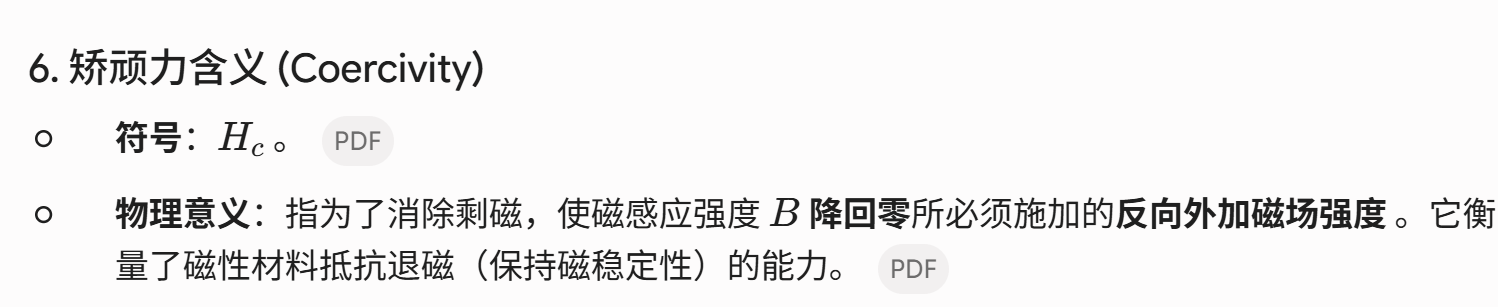 6. 矫顽力含义 (Coercivity)
符号：H_c 。 PDF
物理意义：指为了消除剩磁，使磁感应强度 B 降回零所必须施加的反向外加磁场强度 。它衡
量了磁性材料抵抗退磁（保持磁稳定性）的能力。 PDF